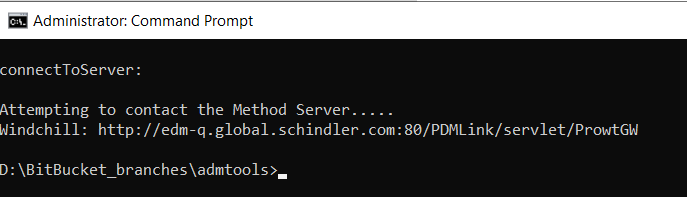 Administrator: Command Prompt
connectToServer:
Attempting to contact the Method Server.....
Windchill: http://edm-q.global.schindler.com:80/PDMLink/servlet/ProwtGW
D:\BitBucket_branches\admtools>